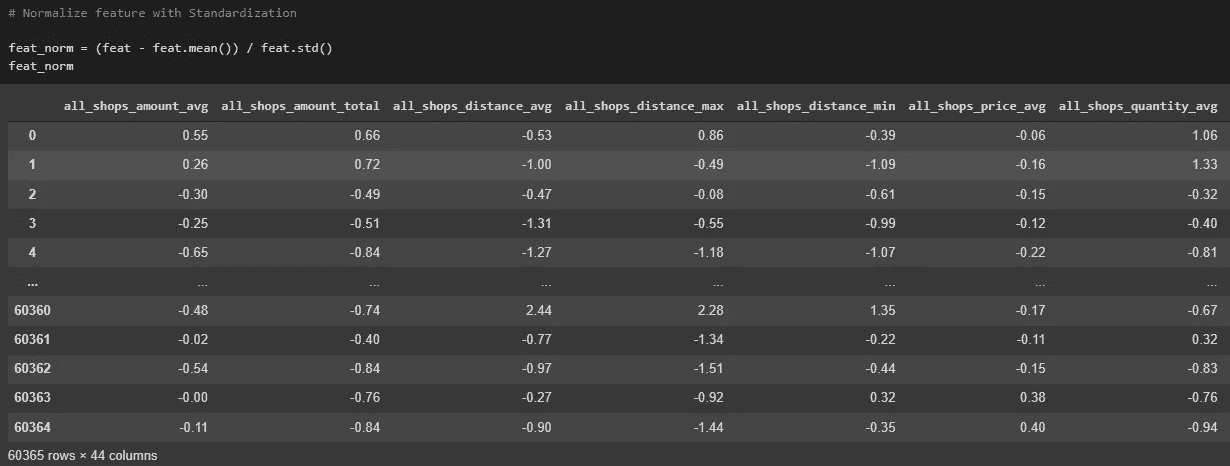 # Normalize feature with Standardization
feat_norm = (feat - feat.mean()) / feat.std()
feat_norm
all_shops_amount_avg all_shops_amount_total all_shops_distance_avg all_shops_distance_max all_shops_distance_min all_shops_price_avg all_shops_quantity_avg
0 0.55 0.66 -0.53 0.86 -0.39 -0.06 1.06
1 0.26 0.72 -1.00 -0.49 -1.09 -0.16 1.33
2 -0.30 -0.49 -0.47 -0.08 -0.61 -0.15 -0.32
3 -0.25 -0.51 -1.31 -0.55 -0.99 -0.12 -0.40
4 -0.65 -0.84 -1.27 -1.18 -1.07 -0.22 -0.81
... ... ... ... ... ... ... ...
60360 -0.48 -0.74 2.44 2.28 1.35 -0.17 -0.67
60361 -0.02 -0.40 -0.77 -1.34 -0.22 -0.11 0.32
60362 -0.54 -0.84 -0.97 -1.51 -0.44 -0.15 -0.83
60363 -0.00 -0.76 -0.27 -0.92 0.32 0.38 -0.76
60364 -0.11 -0.84 -0.90 -1.44 -0.35 0.40 -0.94
60365 rows × 44 columns